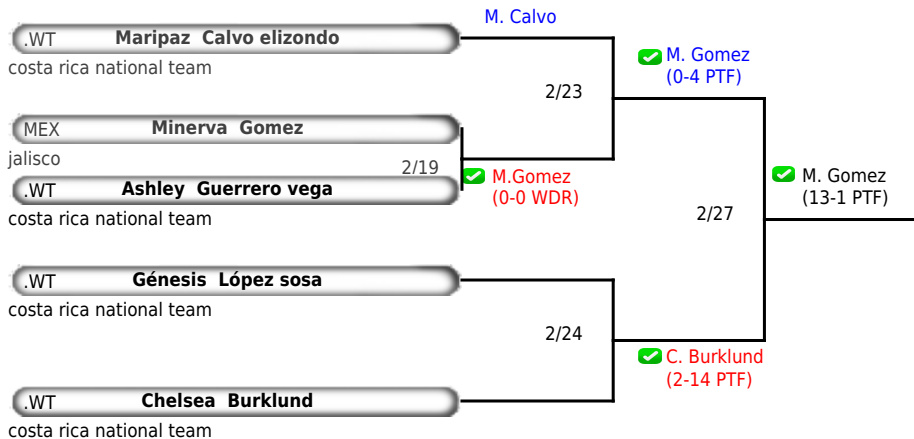 M. Calvo
.WT Maripaz Calvo elizondo
costa rica national team
M. Gomez
(0-4 PTF)
2/23
MEX Minerva Gomez
jalisco
2/19
M.Gomez
(0-0 WDR)
.WT Ashley Guerrero vega
costa rica national team
M. Gomez
(13-1 PTF)
2/27
.WT Génesis López sosa
costa rica national team
2/24
C. Burklund
(2-14 PTF)
.WT Chelsea Burklund
costa rica national team